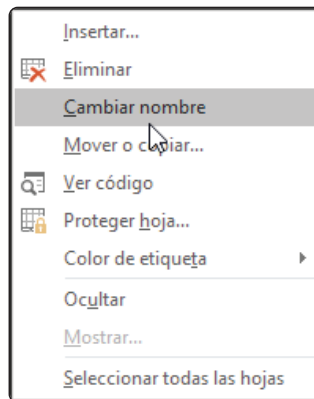 Insertar...
Eliminar
Cambiar nombre
Mover o copiar...
Ver código
Proteger hoja...
Color de etiqueta
Ocultar
Mostrar...
Seleccionar todas las hojas